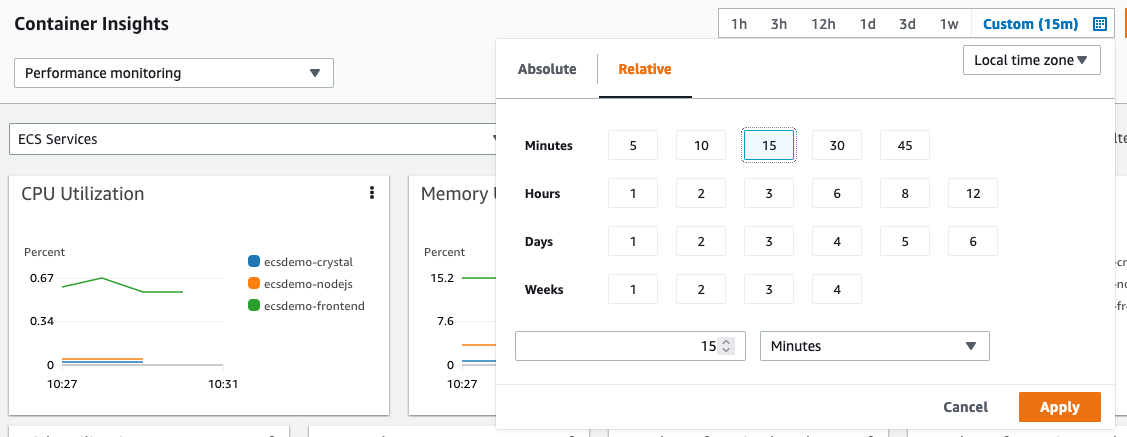 Container Insights
1h 3h 12h 1d 3d 1w Custom (15m)
Performance monitoring
Absolute Relative Local time zone
ECS Services
Minutes 5 10 15 30 45
Hours 1 2 3 6 8 12
Days 1 2 3 4 5 6
Weeks 1 2 3 4
15 Minutes
Cancel Apply
CPU Utilization
Percent
0.67
0.34
0
10:27 10:31
ecsdemo-crystal
ecsdemo-nodejs
ecsdemo-frontend
Memory
Percent
15.2
7.6
0
10:27